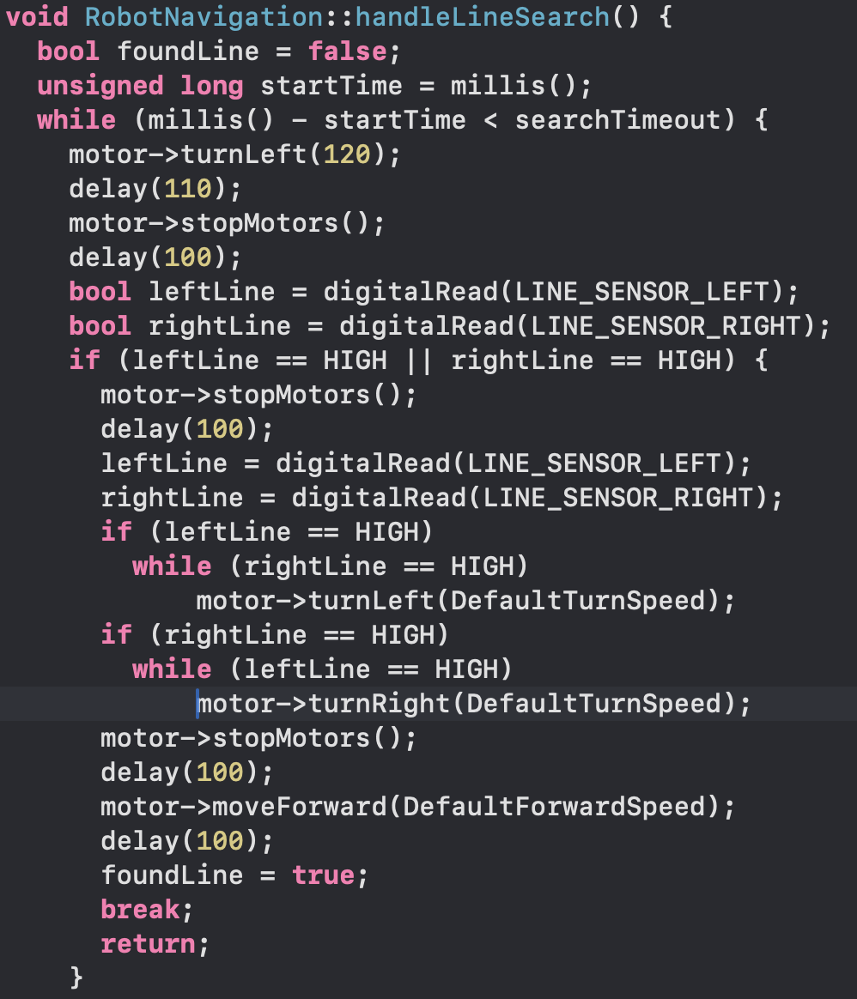 void RobotNavigation::handleLineSearch() {
  bool foundLine = false;
  unsigned long startTime = millis();
  while (millis() - startTime < searchTimeout) {
    motor->turnLeft(120);
    delay(110);
    motor->stopMotors();
    delay(100);
    bool leftLine = digitalRead(LINE_SENSOR_LEFT);
    bool rightLine = digitalRead(LINE_SENSOR_RIGHT);
    if (leftLine == HIGH || rightLine == HIGH) {
      motor->stopMotors();
      delay(100);
      leftLine = digitalRead(LINE_SENSOR_LEFT);
      rightLine = digitalRead(LINE_SENSOR_RIGHT);
      if (leftLine == HIGH)
        while (rightLine == HIGH)
            motor->turnLeft(DefaultTurnSpeed);
      if (rightLine == HIGH)
        while (leftLine == HIGH)
            motor->turnRight(DefaultTurnSpeed);
      motor->stopMotors();
      delay(100);
      motor->moveForward(DefaultForwardSpeed);
      delay(100);
      foundLine = true;
      break;
      return;
    }